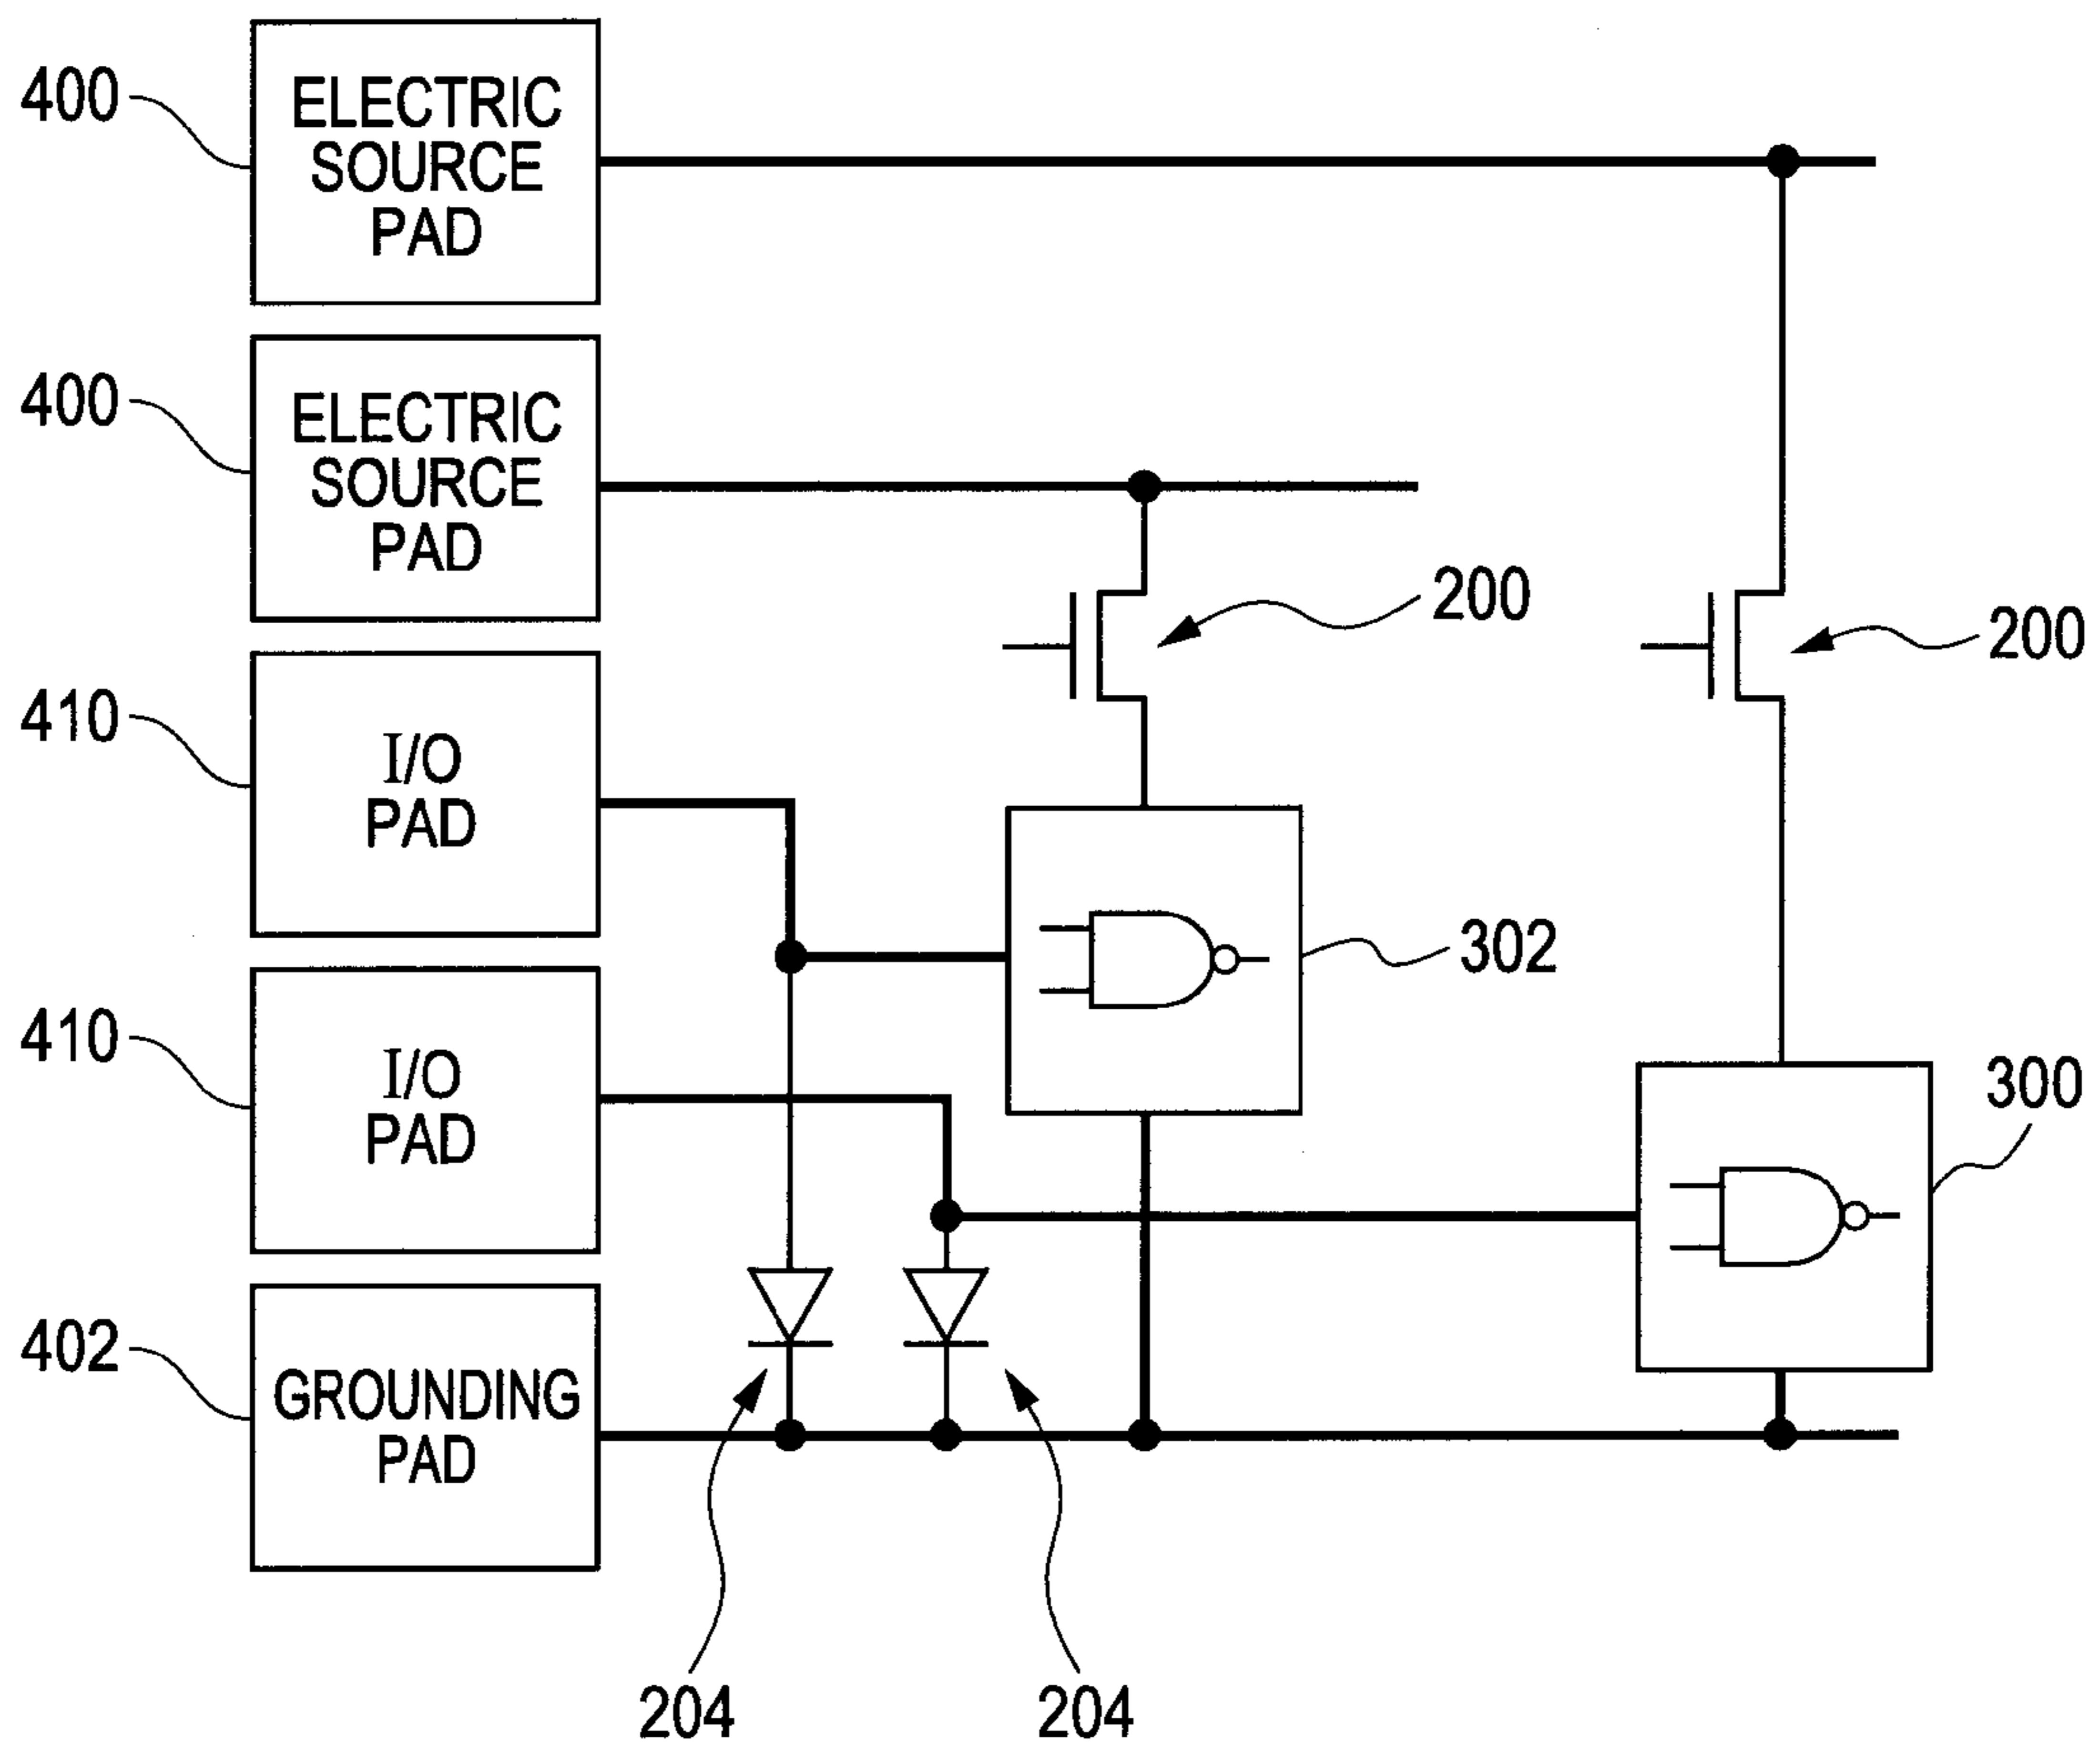 400
ELECTRIC
SOURCE
PAD
400
ELECTRIC
SOURCE
PAD
200
200
410
I/O
PAD
302
410
I/O
PAD
300
402
GROUNDING
PAD
204
204